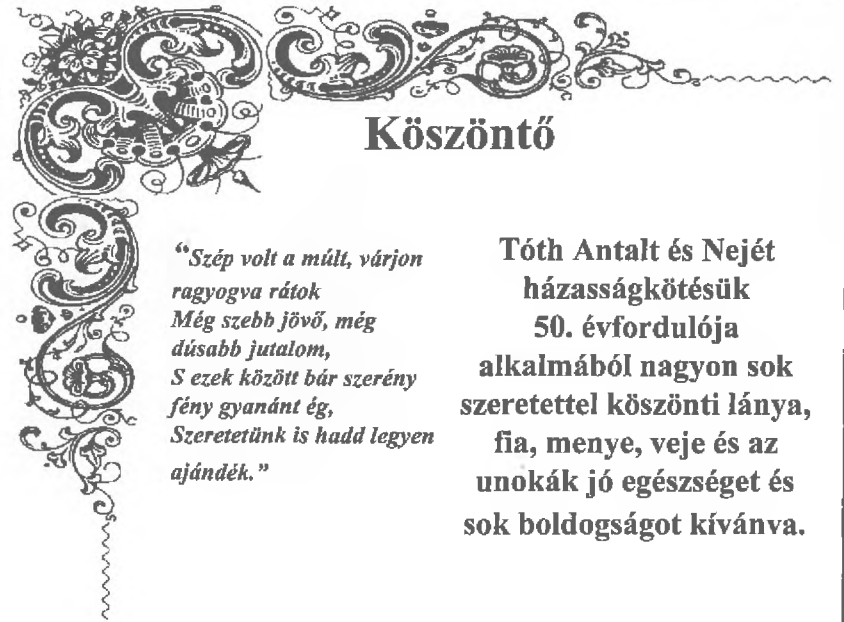 Köszöntő
“Szép volt a múlt, várjon
ragyogva rátok
Még szebb jövő, még
dúsabb jutalom,
S ezek között bár szerény
fény gyanánt ég,
Szeretetünk is hadd legyen
ajándék.”
Tóth Antalt és Nejét
házasságkötésük
50. évfordulója
alkalmából nagyon sok
szeretettel köszönti lánya,
fia, menye, veje és az
unokák jó egészséget és
sok boldogságot kívánva.